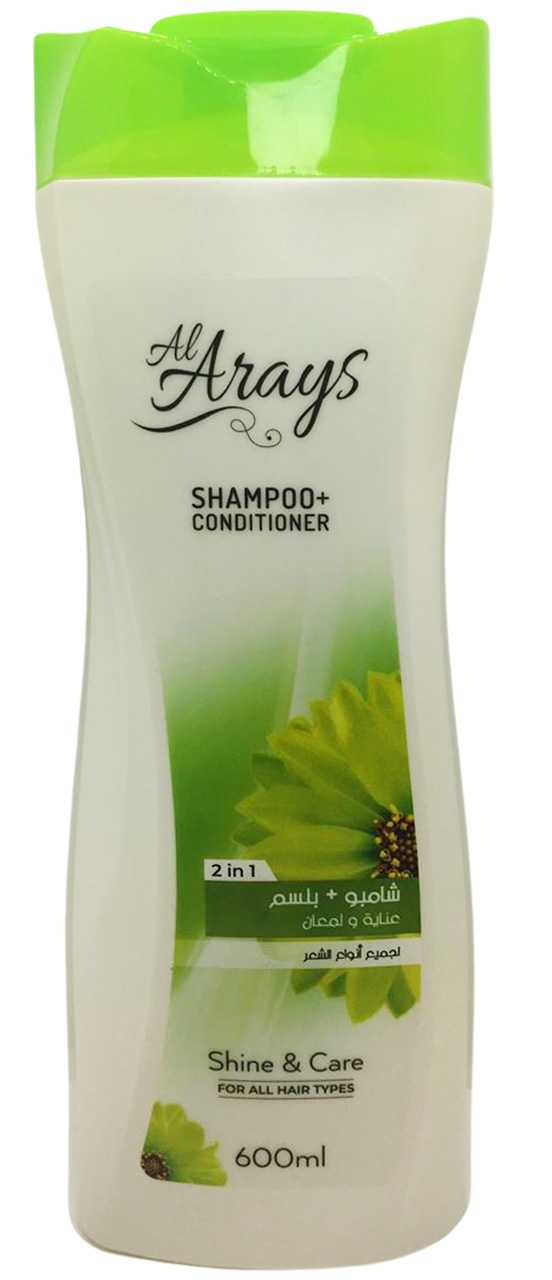 Al
Arays
SHAMPOO+
CONDITIONER
2 in 1
شامبو + بلسم
عناية و لمعان
لجميع أنواع الشعر
Shine & Care
FOR ALL HAIR TYPES
600ml